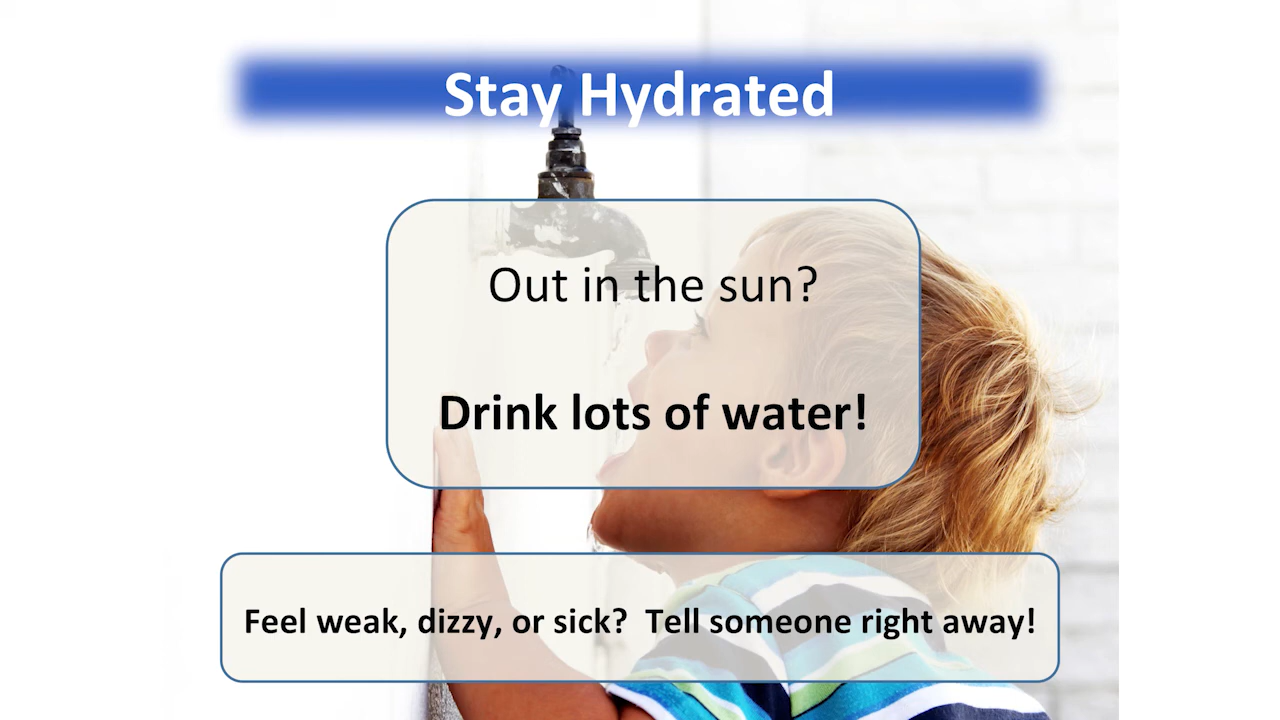 Stay Hydrated
Out in the sun?
Drink lots of water!
Feel weak, dizzy, or sick?  Tell someone right away!